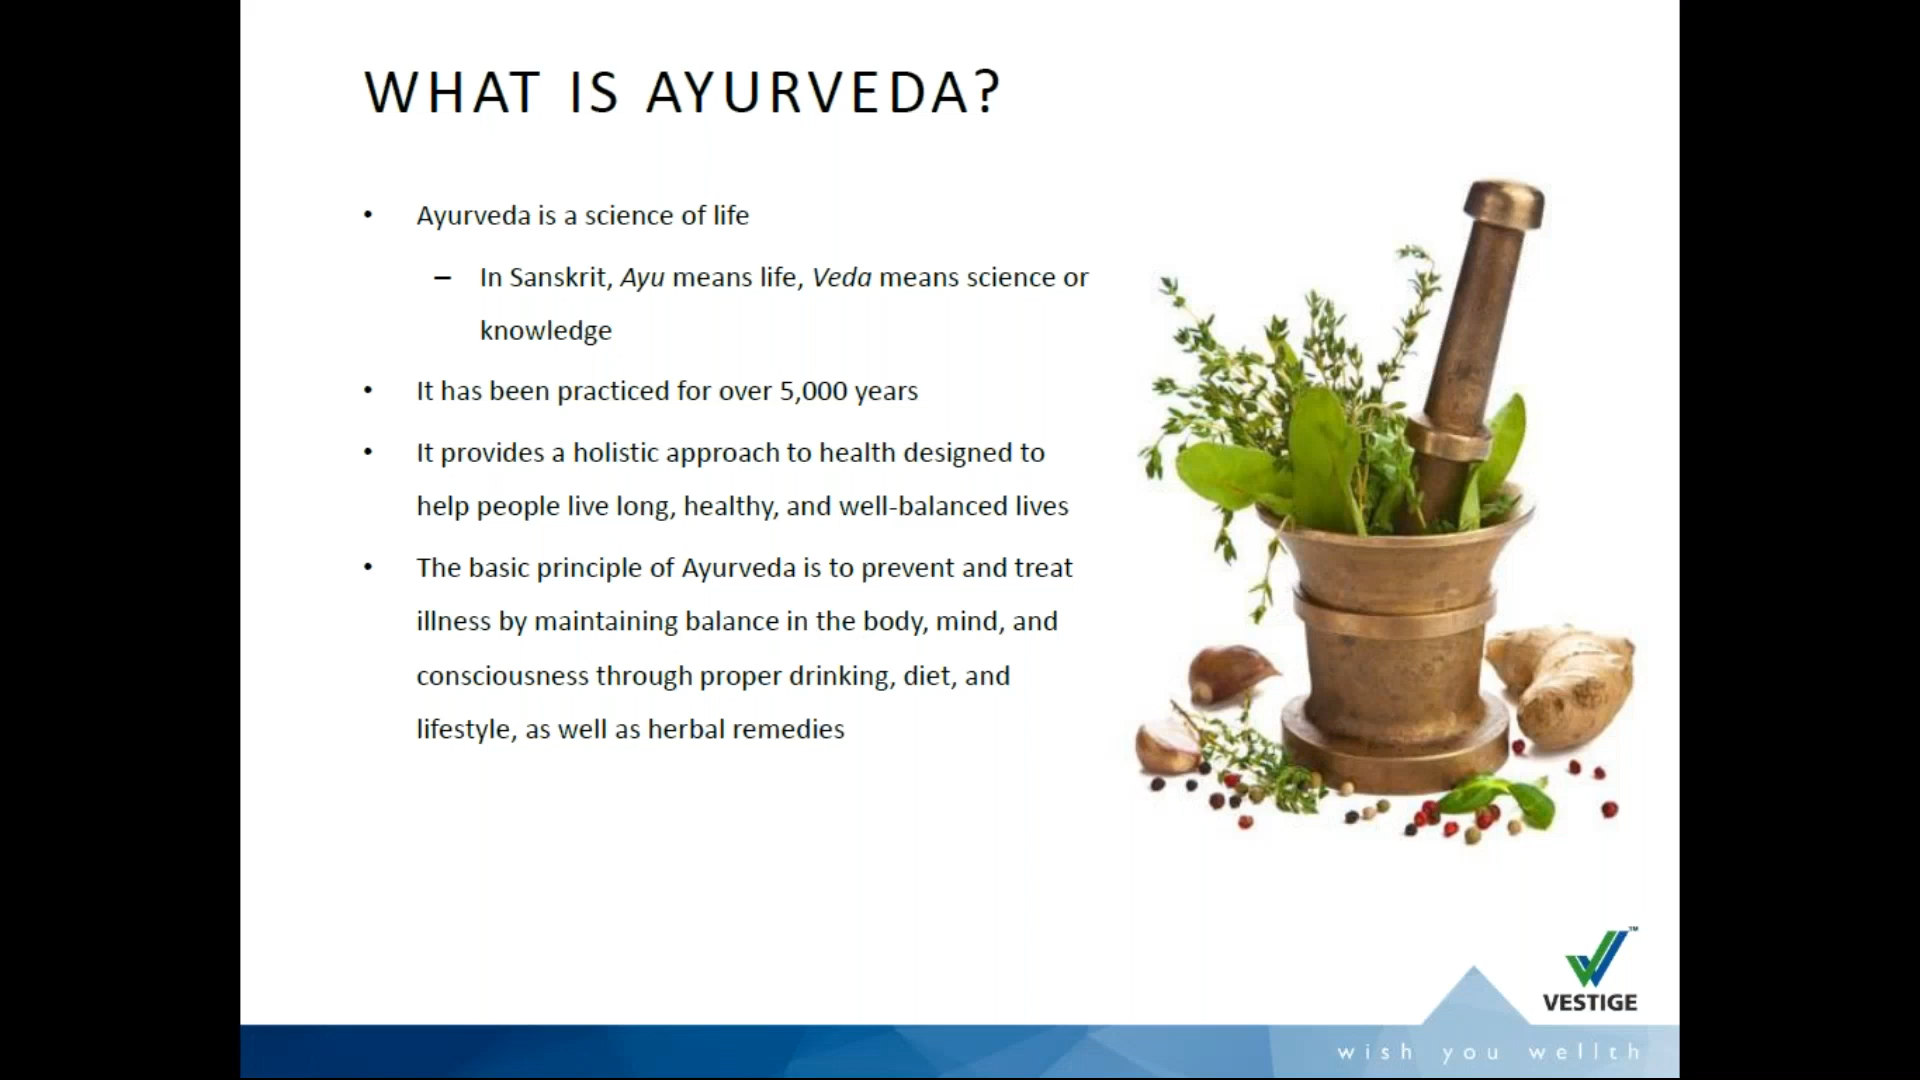 WHAT IS AYURVEDA?
• Ayurveda is a science of life
– In Sanskrit, Ayu means life, Veda means science or
knowledge
• It has been practiced for over 5,000 years
• It provides a holistic approach to health designed to
help people live long, healthy, and well-balanced lives
• The basic principle of Ayurveda is to prevent and treat
illness by maintaining balance in the body, mind, and
consciousness through proper drinking, diet, and
lifestyle, as well as herbal remedies
TM
VESTIGE
wish you wellth